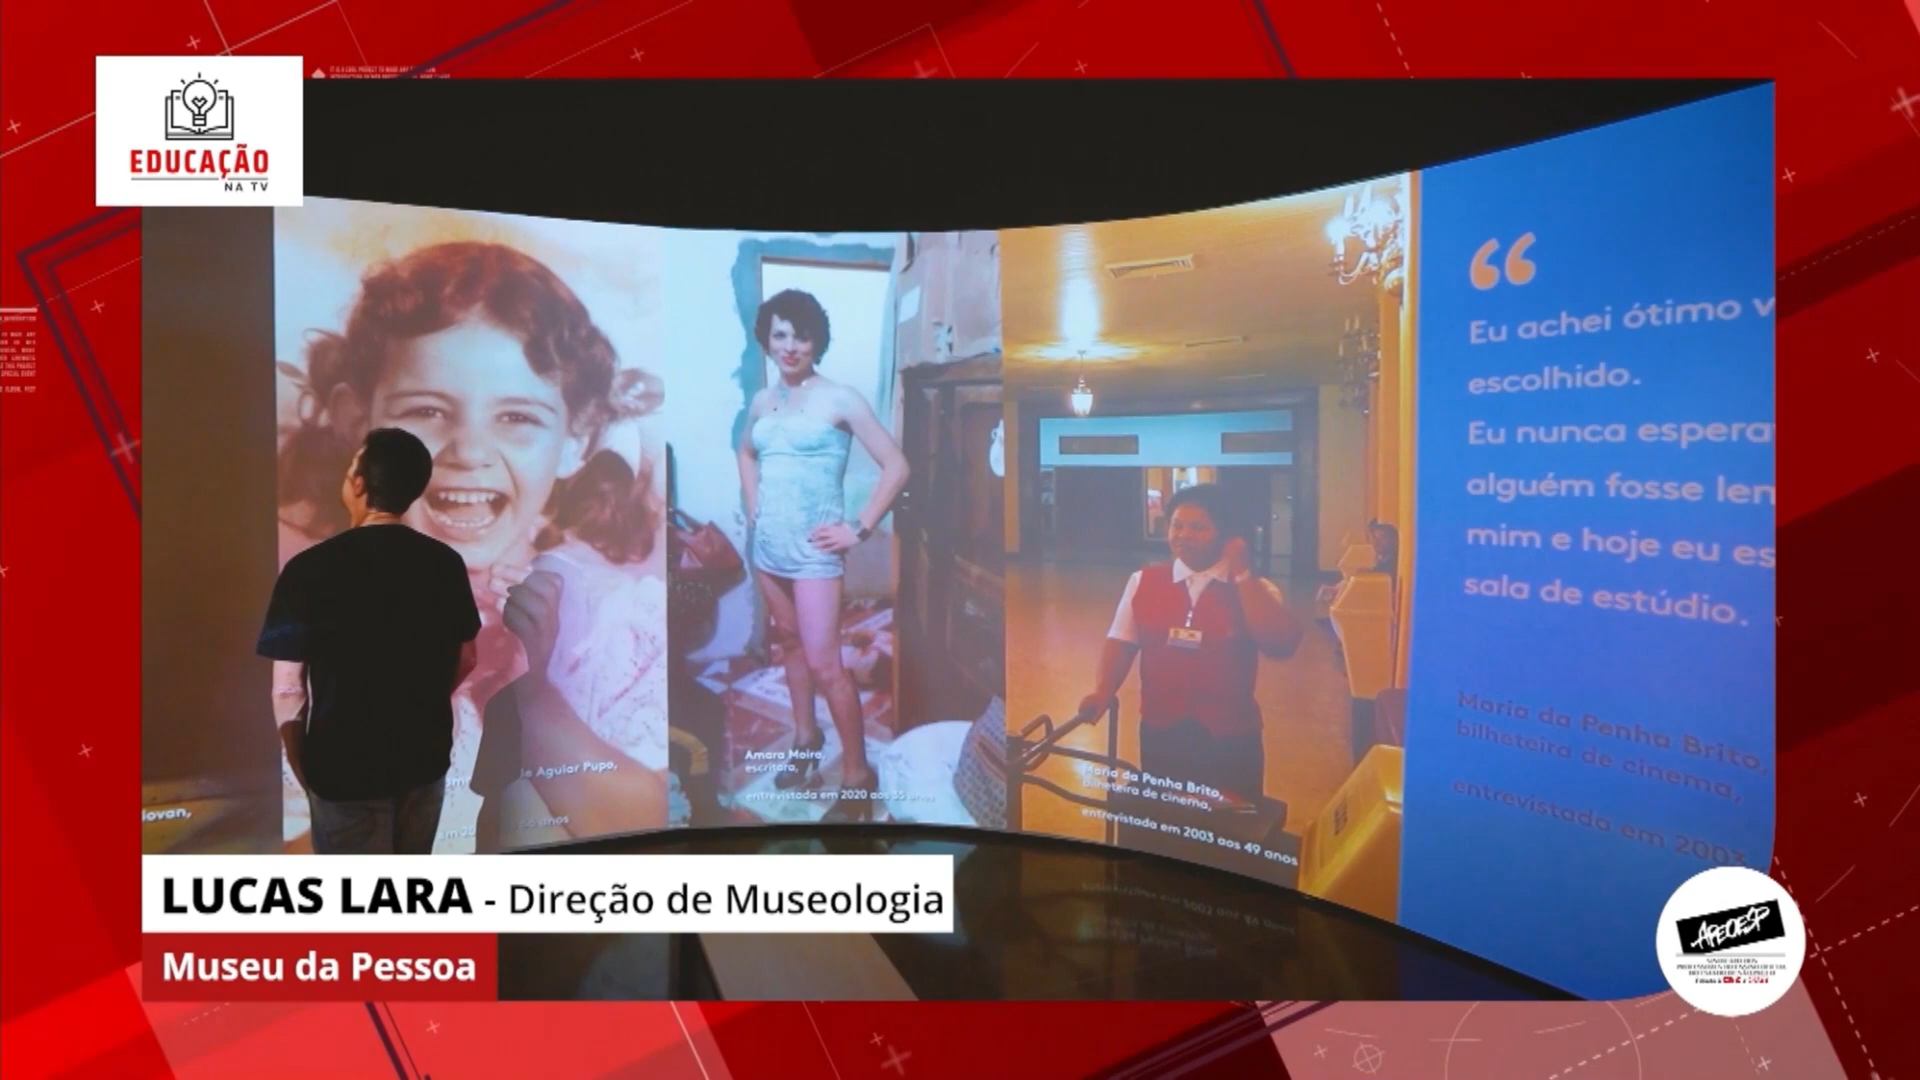 EDUCAÇÃO
NA TV
“
Eu achei ótimo v
escolhido.
Eu nunca espera
alguém fosse len
mim e hoje eu es
sala de estúdio.
Maria da Penha Brito,
bilheteira de cinema,
entrevistada em 2003
iovan,
Aguiar Pupo,
anos
Amara Moira,
escritora,
entrevistada em 2020 aos 35 anos
Maria da Penha Brito,
bilheteira de cinema,
entrevistada em 2003 aos 49 anos
LUCAS LARA - Direção de Museologia
Museu da Pessoa
APEOESP